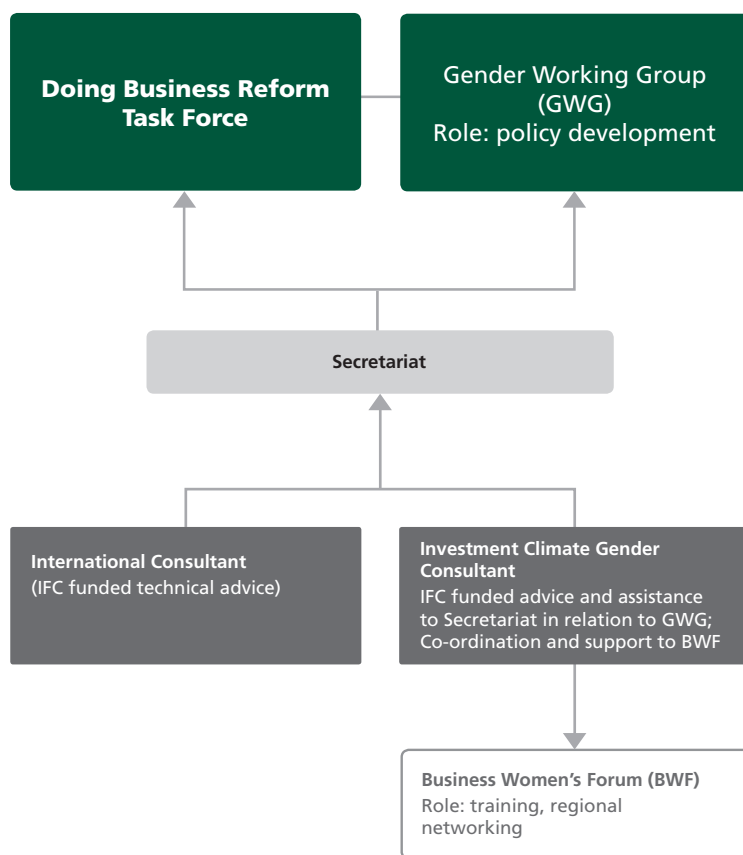 Doing Business Reform
Task Force
Gender Working Group
(GWG)
Role: policy development
Secretariat
International Consultant
(IFC funded technical advice)
Investment Climate Gender
Consultant
IFC funded advice and assistance
to Secretariat in relation to GWG;
Co-ordination and support to BWF
Business Women’s Forum (BWF)
Role: training, regional
networking